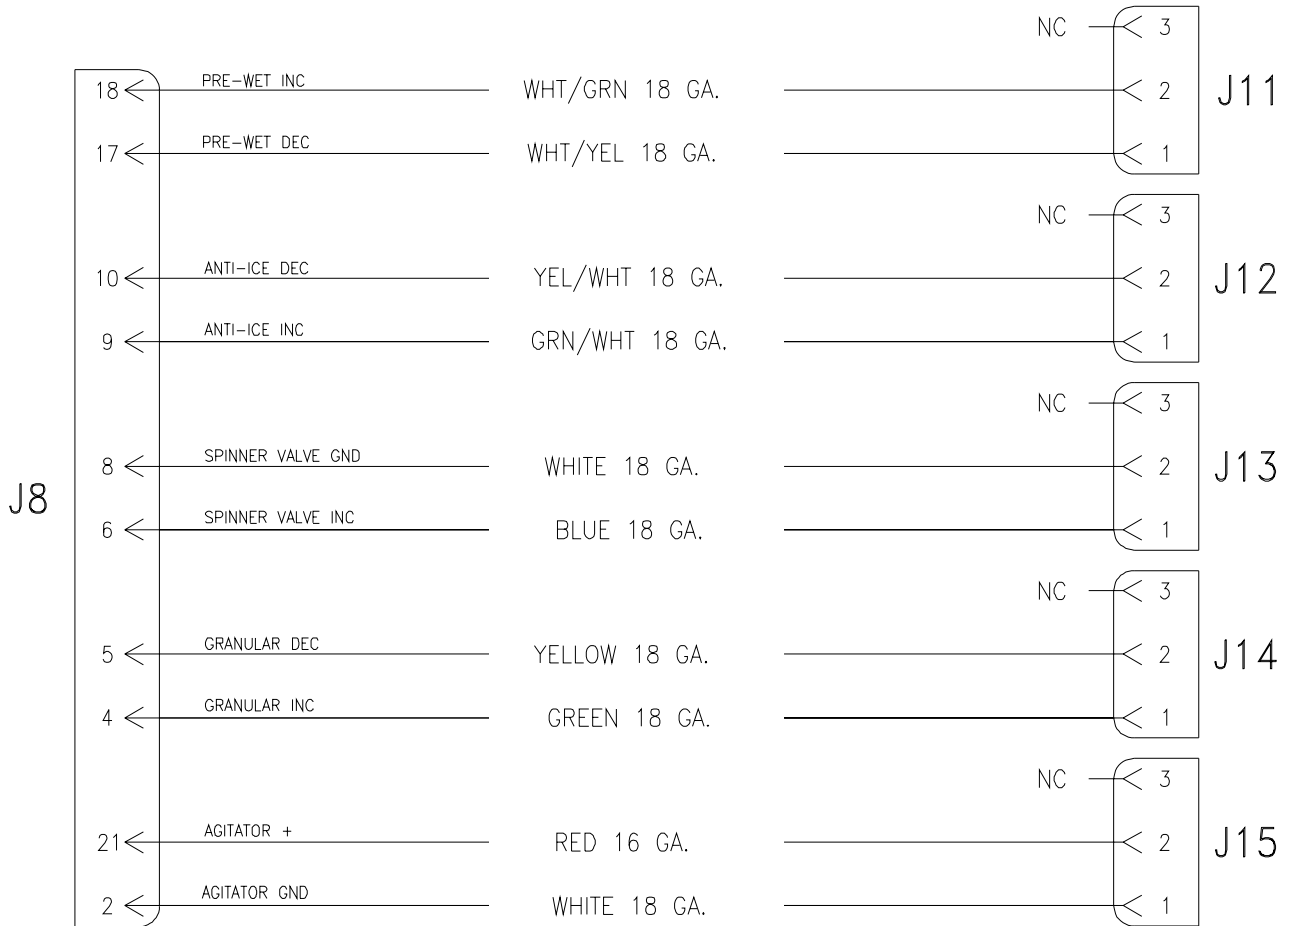 NC 3
18 PRE-WET INC WHT/GRN 18 GA. 2 J11
17 PRE-WET DEC WHT/YEL 18 GA. 1
NC 3
10 ANTI-ICE DEC YEL/WHT 18 GA. 2 J12
9 ANTI-ICE INC GRN/WHT 18 GA. 1
NC 3
8 SPINNER VALVE GND WHITE 18 GA. 2 J13
J8
6 SPINNER VALVE INC BLUE 18 GA. 1
NC 3
5 GRANULAR DEC YELLOW 18 GA. 2 J14
4 GRANULAR INC GREEN 18 GA. 1
NC 3
21 AGITATOR + RED 16 GA. 2 J15
2 AGITATOR GND WHITE 18 GA. 1